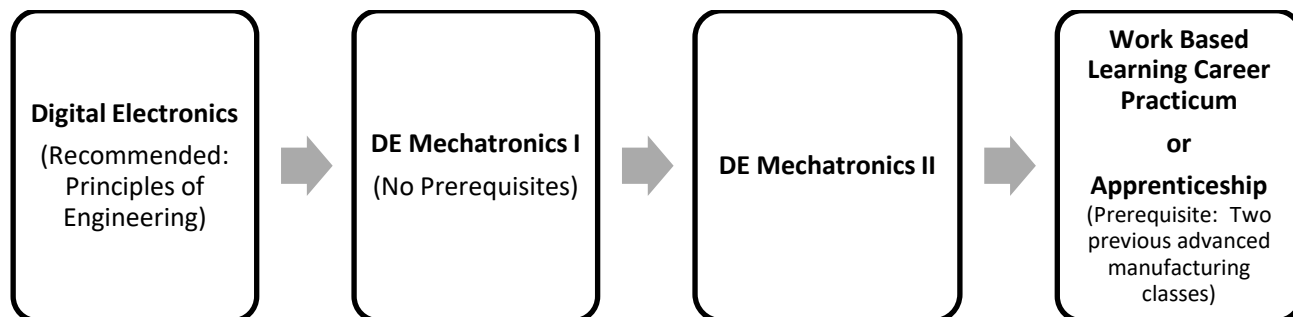 Digital Electronics
(Recommended:
Principles of
Engineering)
DE Mechatronics I
(No Prerequisites)
DE Mechatronics II
Work Based
Learning Career
Practicum
or
Apprenticeship
(Prerequisite: Two
previous advanced
manufacturing
classes)